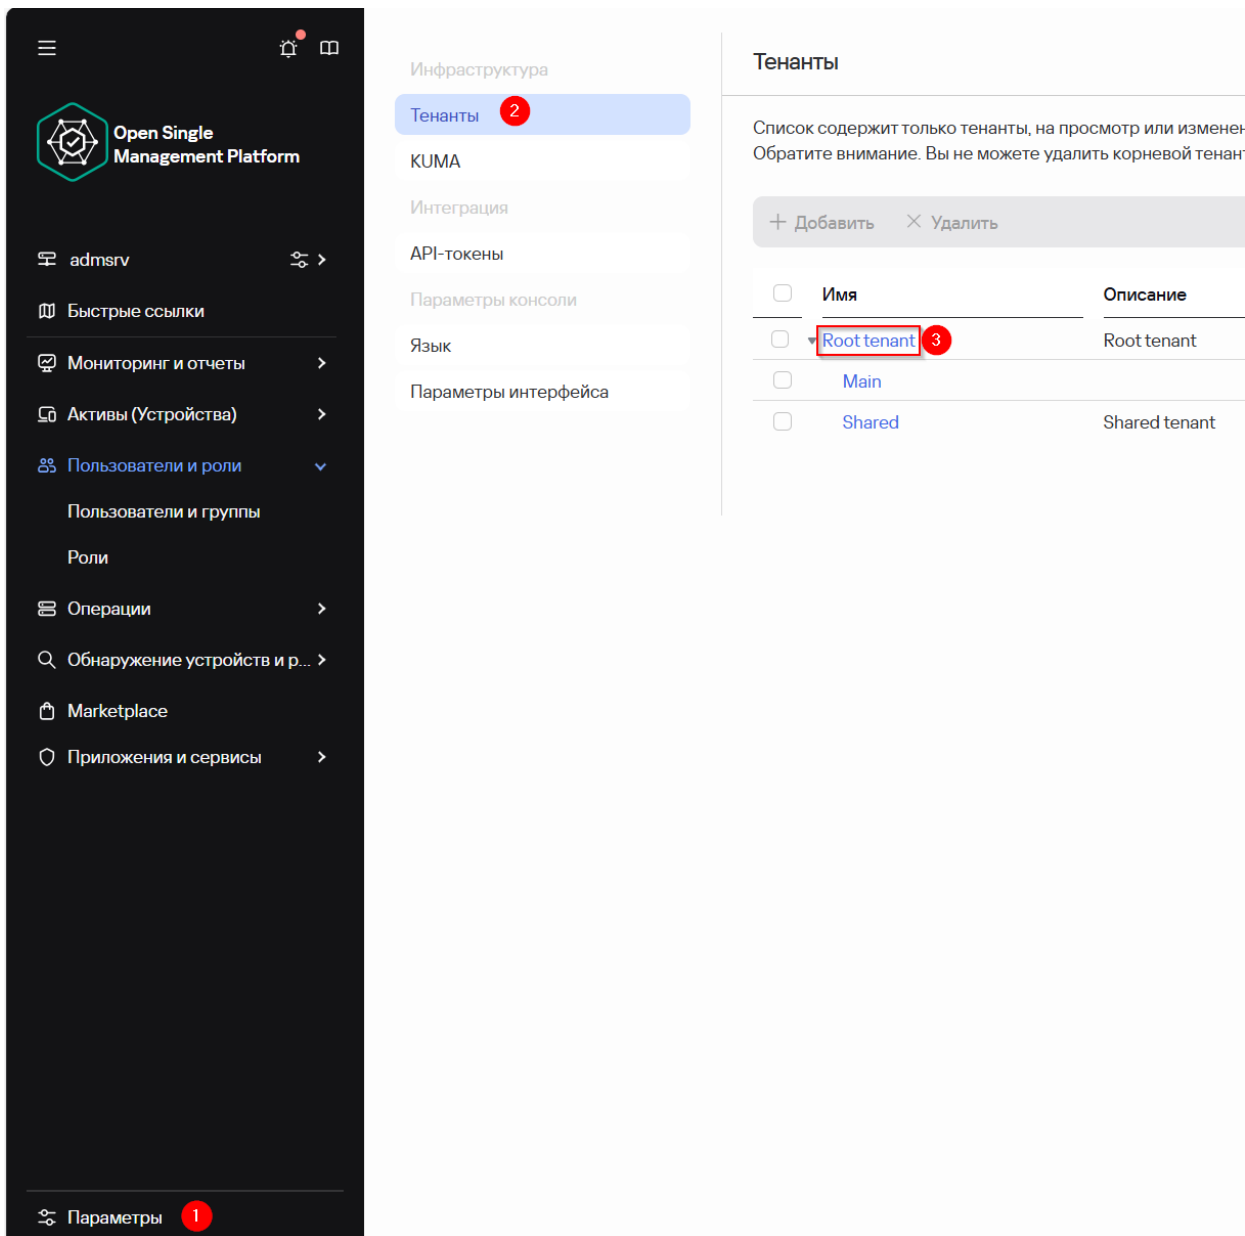 Open Single
Management Platform
admsrv
Быстрые ссылки
Мониторинг и отчеты
Активы (Устройства)
Пользователи и роли
Пользователи и группы
Роли
Операции
Обнаружение устройств и р...
Marketplace
Приложения и сервисы
Параметры 1
Инфраструктура
Тенанты 2
KUMA
Интеграция
API-токены
Параметры консоли
Язык
Параметры интерфейса
Тенанты
Список содержит только тенанты, на просмотр или изменен
Обратите внимание. Вы не можете удалить корневой тенант
+ Добавить × Удалить
Имя Описание
Root tenant 3 Root tenant
Main
Shared Shared tenant